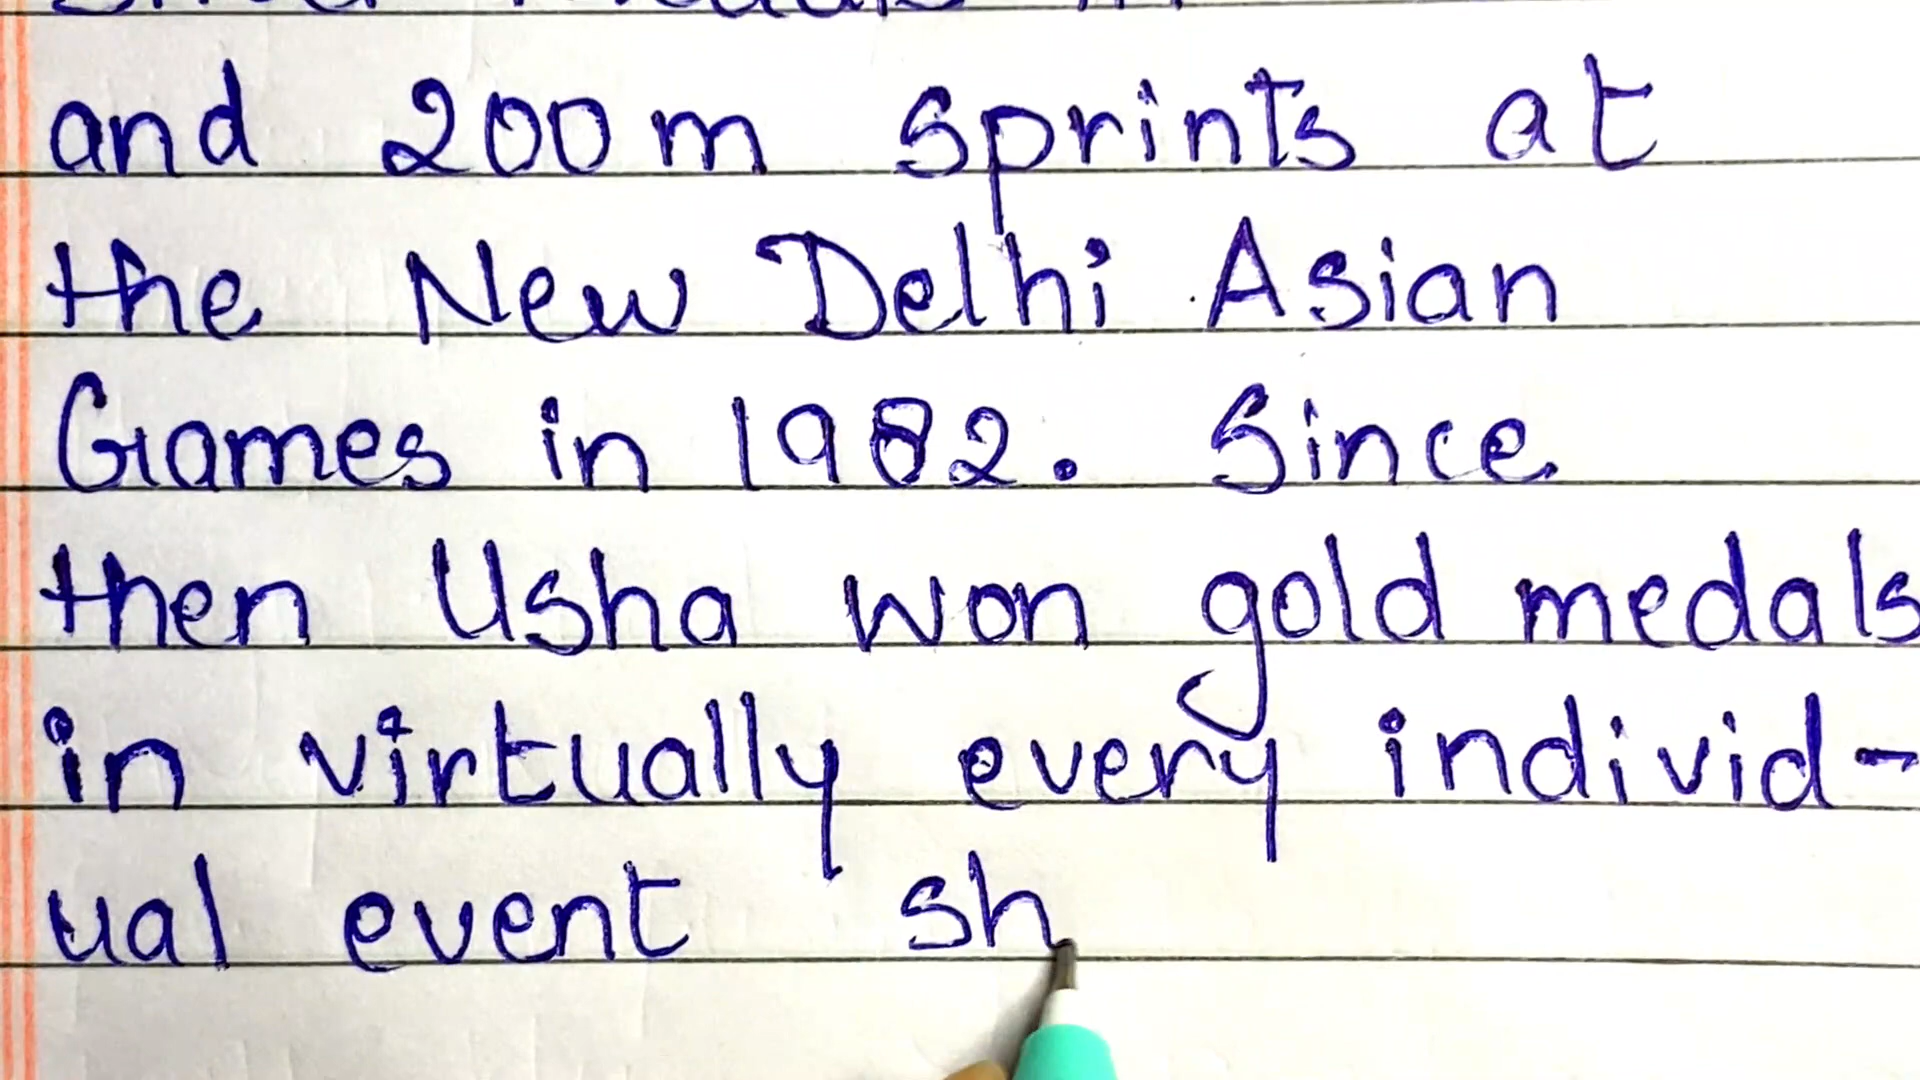 and 200m sprints at
the New Delhi Asian
Games in 1982. Since
then Usha won gold medals
in virtually every individ-
ual event sh